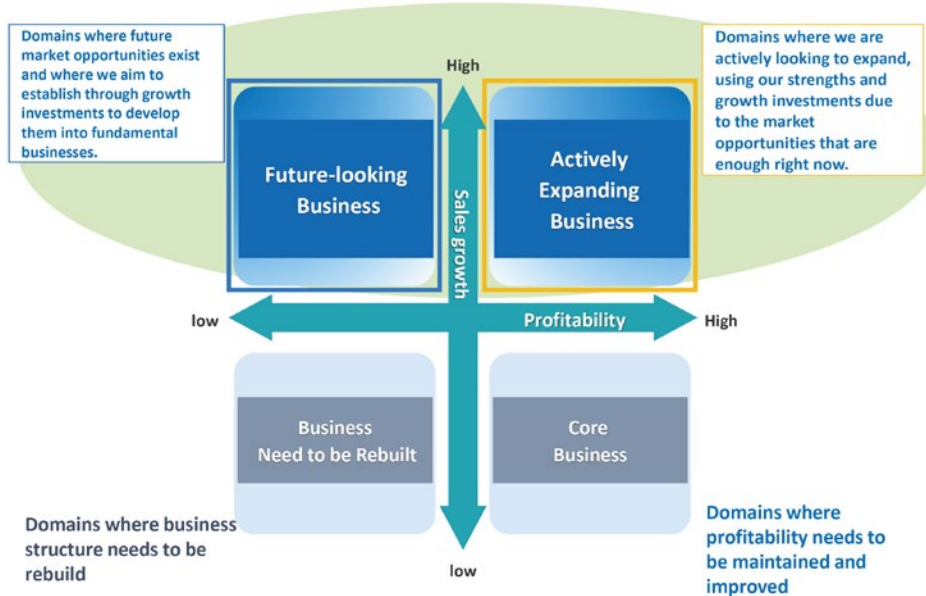 Domains where future
market opportunities exist
and where we aim to
establish through growth
investments to develop
them into fundamental
businesses.
High
Domains where we are
actively looking to expand,
using our strengths and
growth investments due
to the market
opportunities that are
enough right now.
Future-looking
Business
Sales growth
Actively
Expanding
Business
low
Profitability
High
Business
Need to be Rebuilt
Core
Business
Domains where business
structure needs to be
rebuild
low
Domains where
profitability needs to
be maintained and
improved